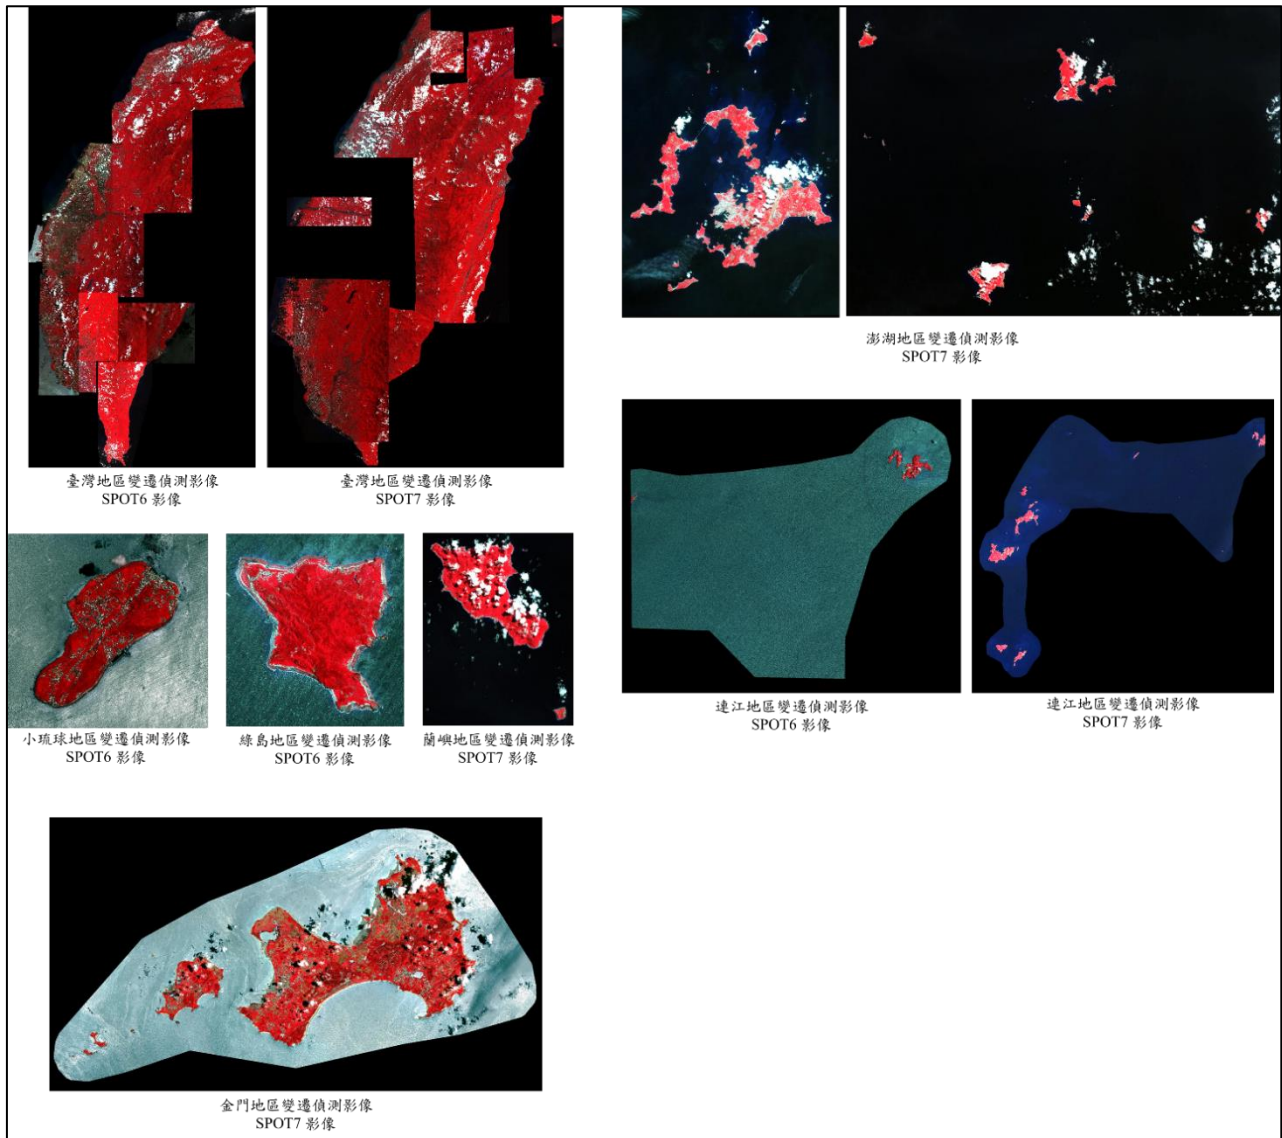 臺灣地區變遷偵測影像
SPOT6 影像
臺灣地區變遷偵測影像
SPOT7 影像
澎湖地區變遷偵測影像
SPOT7 影像
小琉球地區變遷偵測影像
SPOT6 影像
綠島地區變遷偵測影像
SPOT6 影像
蘭嶼地區變遷偵測影像
SPOT7 影像
連江地區變遷偵測影像
SPOT6 影像
連江地區變遷偵測影像
SPOT7 影像
金門地區變遷偵測影像
SPOT7 影像